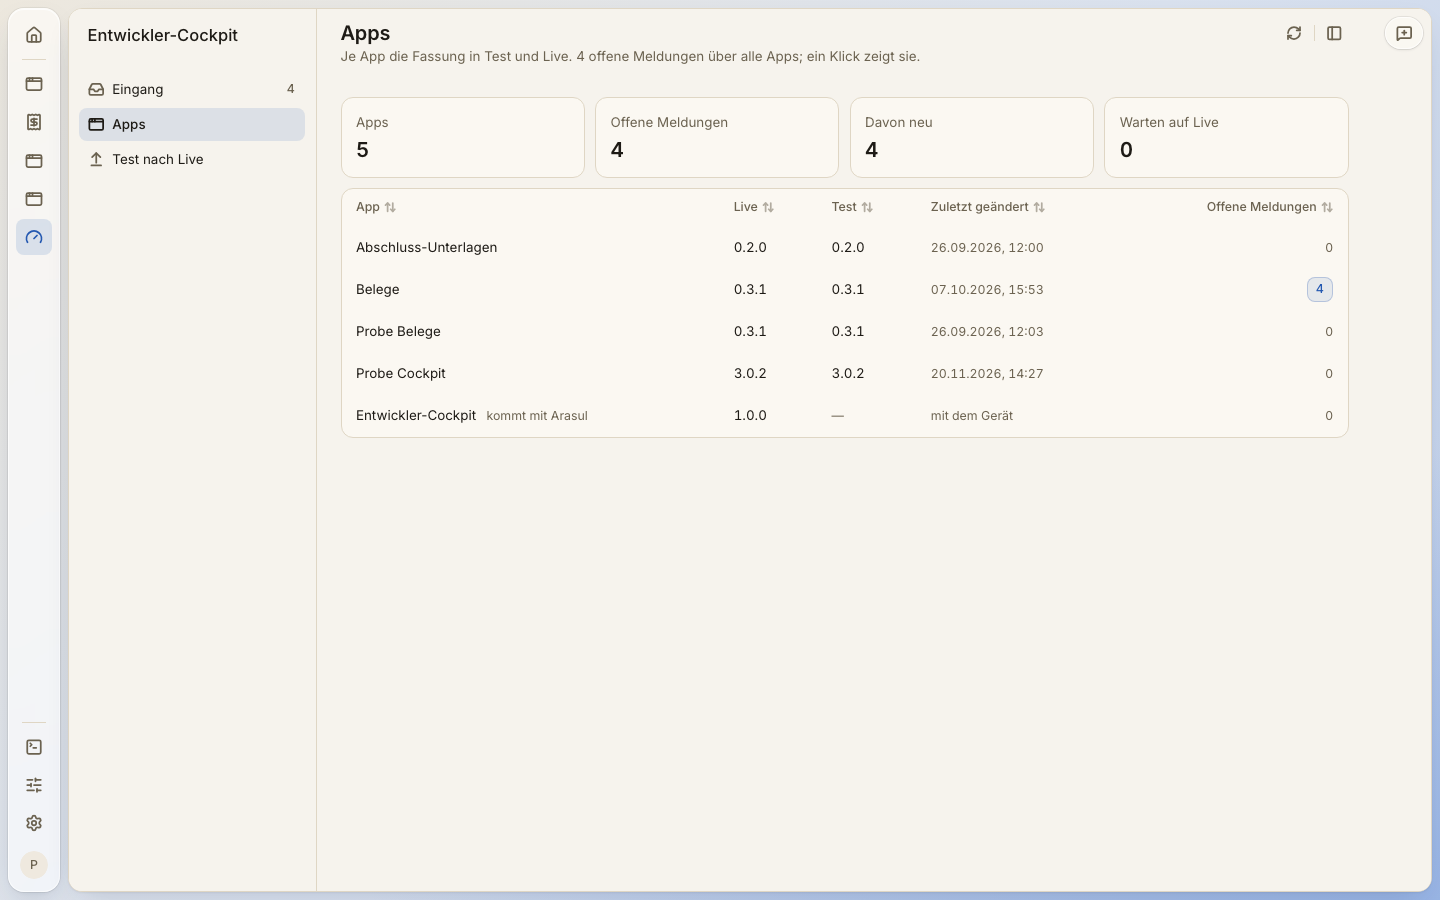 Entwickler-Cockpit
Eingang 4
Apps
Test nach Live
P
Apps
Je App die Fassung in Test und Live. 4 offene Meldungen über alle Apps; ein Klick zeigt sie.
Apps
5
Offene Meldungen
4
Davon neu
4
Warten auf Live
0
App Live Test Zuletzt geändert Offene Meldungen
Abschluss-Unterlagen 0.2.0 0.2.0 26.09.2026, 12:00 0
Belege 0.3.1 0.3.1 07.10.2026, 15:53 4
Probe Belege 0.3.1 0.3.1 26.09.2026, 12:03 0
Probe Cockpit 3.0.2 3.0.2 20.11.2026, 14:27 0
Entwickler-Cockpit kommt mit Arasul 1.0.0 — mit dem Gerät 0